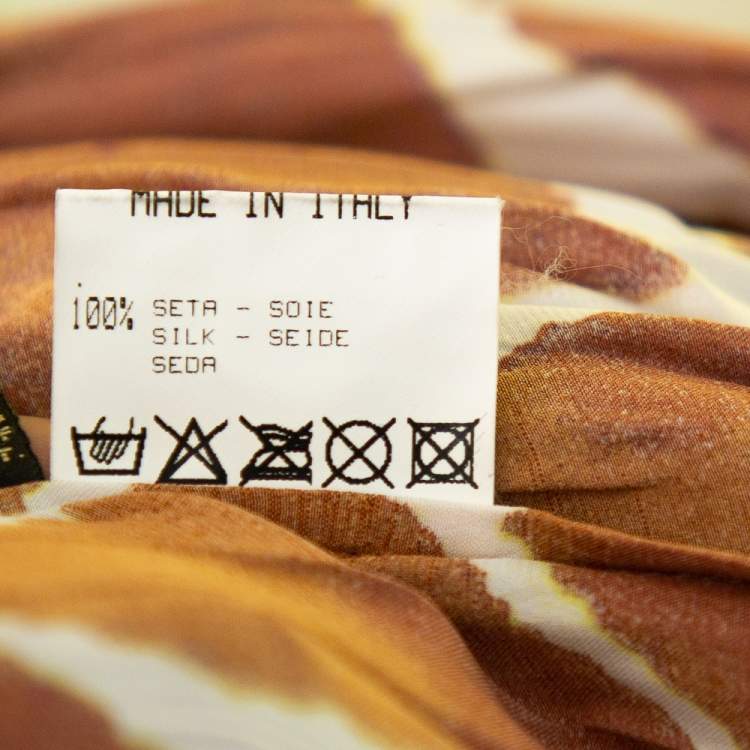 MADE IN ITALY
100% SETA - SOIE
SILK - SEIDE
SEDA